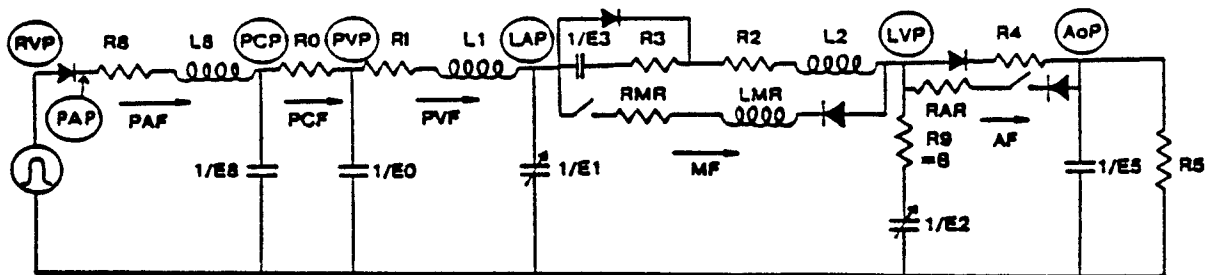 RVP R8 L8 PCP R0 PVP R1 L1 LAP 1/E3 R3 R2 L2 LVP R4 AoP
PAP PAF PCF PVF RMR LMR MF RAR AF
R9
=6
R5
1/E8 1/E0 1/E1 1/E2 1/E5